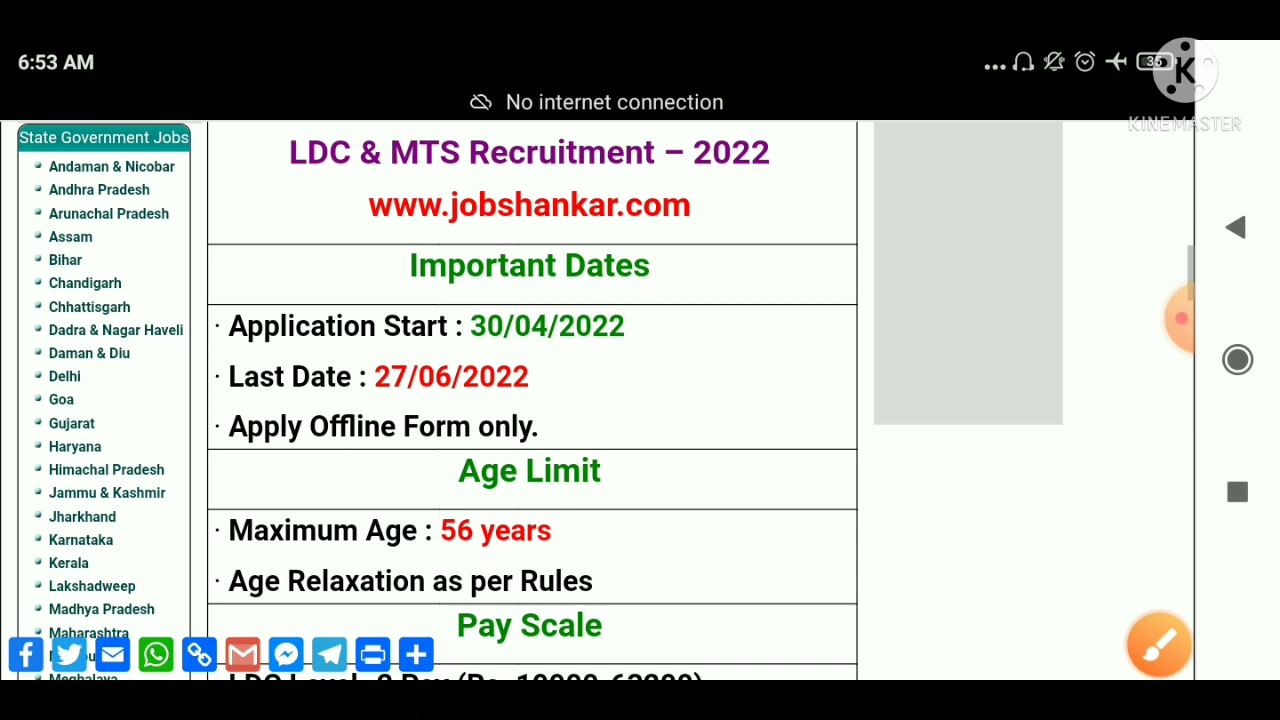 6:53 AM
35
K
KINEMASTER
No internet connection
State Government Jobs
Andaman & Nicobar
Andhra Pradesh
Arunachal Pradesh
Assam
Bihar
Chandigarh
Chhattisgarh
Dadra & Nagar Haveli
Daman & Diu
Delhi
Goa
Gujarat
Haryana
Himachal Pradesh
Jammu & Kashmir
Jharkhand
Karnataka
Kerala
Lakshadweep
Madhya Pradesh
Maharashtra
Meghalaya
LDC & MTS Recruitment – 2022
www.jobshankar.com
Important Dates
· Application Start : 30/04/2022
· Last Date : 27/06/2022
· Apply Offline Form only.
Age Limit
· Maximum Age : 56 years
· Age Relaxation as per Rules
Pay Scale